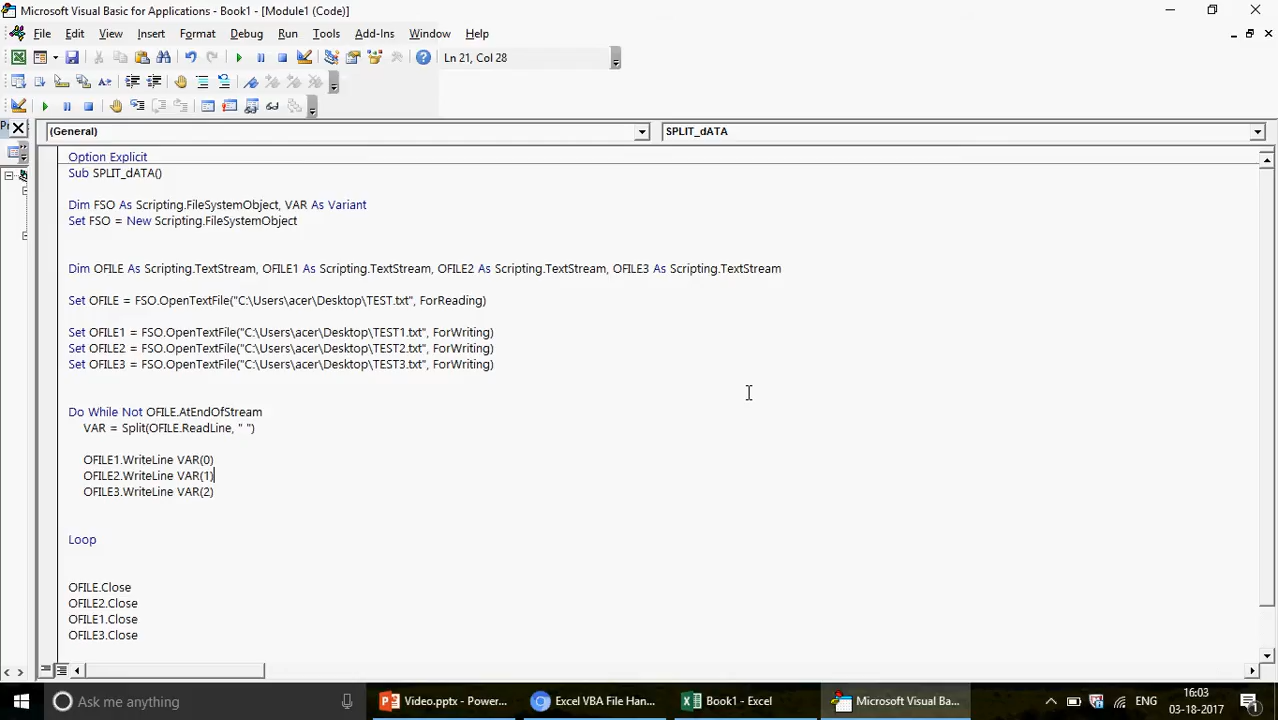 Microsoft Visual Basic for Applications - Book1 - [Module1 (Code)]
File Edit View Insert Format Debug Run Tools Add-Ins Window Help
Ln 21, Col 28
(General) SPLIT_dATA
Option Explicit
Sub SPLIT_dATA()
Dim FSO As Scripting.FileSystemObject, VAR As Variant
Set FSO = New Scripting.FileSystemObject
Dim OFILE As Scripting.TextStream, OFILE1 As Scripting.TextStream, OFILE2 As Scripting.TextStream, OFILE3 As Scripting.TextStream
Set OFILE = FSO.OpenTextFile("C:\Users\acer\Desktop\TEST.txt", ForReading)
Set OFILE1 = FSO.OpenTextFile("C:\Users\acer\Desktop\TEST1.txt", ForWriting)
Set OFILE2 = FSO.OpenTextFile("C:\Users\acer\Desktop\TEST2.txt", ForWriting)
Set OFILE3 = FSO.OpenTextFile("C:\Users\acer\Desktop\TEST3.txt", ForWriting)
Do While Not OFILE.AtEndOfStream
VAR = Split(OFILE.ReadLine, " ")
OFILE1.WriteLine VAR(0)
OFILE2.WriteLine VAR(1)
OFILE3.WriteLine VAR(2)
Loop
OFILE.Close
OFILE2.Close
OFILE1.Close
OFILE3.Close
Ask me anything Video.pptx - Power... Excel VBA File Han... Book1 - Excel Microsoft Visual Ba... ENG 16:03
03-18-2017